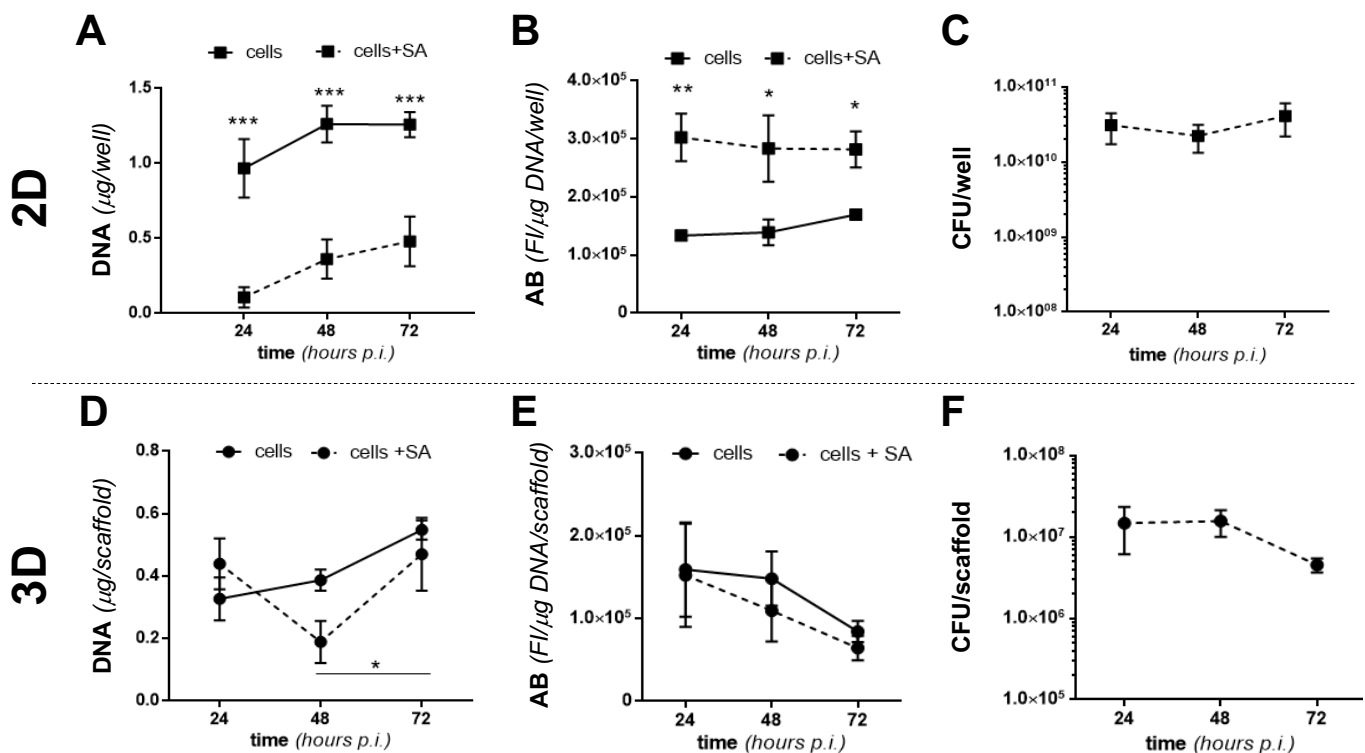 2D
A
cells cells+SA
DNA (µg/well)
1.5
1.0
0.5
0.0
***
***
***
24 48 72
time (hours p.i.)
B
cells cells+SA
AB (FI/µg DNA/well)
4.0×10⁵
3.0×10⁵
2.0×10⁵
1.0×10⁵
0
**
*
*
24 48 72
time (hours p.i.)
C
CFU/well
1.0×10¹¹
1.0×10¹⁰
1.0×10⁰⁹
1.0×10⁰⁸
24 48 72
time (hours p.i.)
3D
D
cells cells +SA
DNA (µg/scaffold)
0.8
0.6
0.4
0.2
0.0
*
24 48 72
time (hours p.i.)
E
cells cells + SA
AB (FI/µg DNA/scaffold)
3.0×10⁵
2.0×10⁵
1.0×10⁵
0
24 48 72
time (hours p.i.)
F
CFU/scaffold
1.0×10⁸
1.0×10⁷
1.0×10⁶
1.0×10⁵
24 48 72
time (hours p.i.)